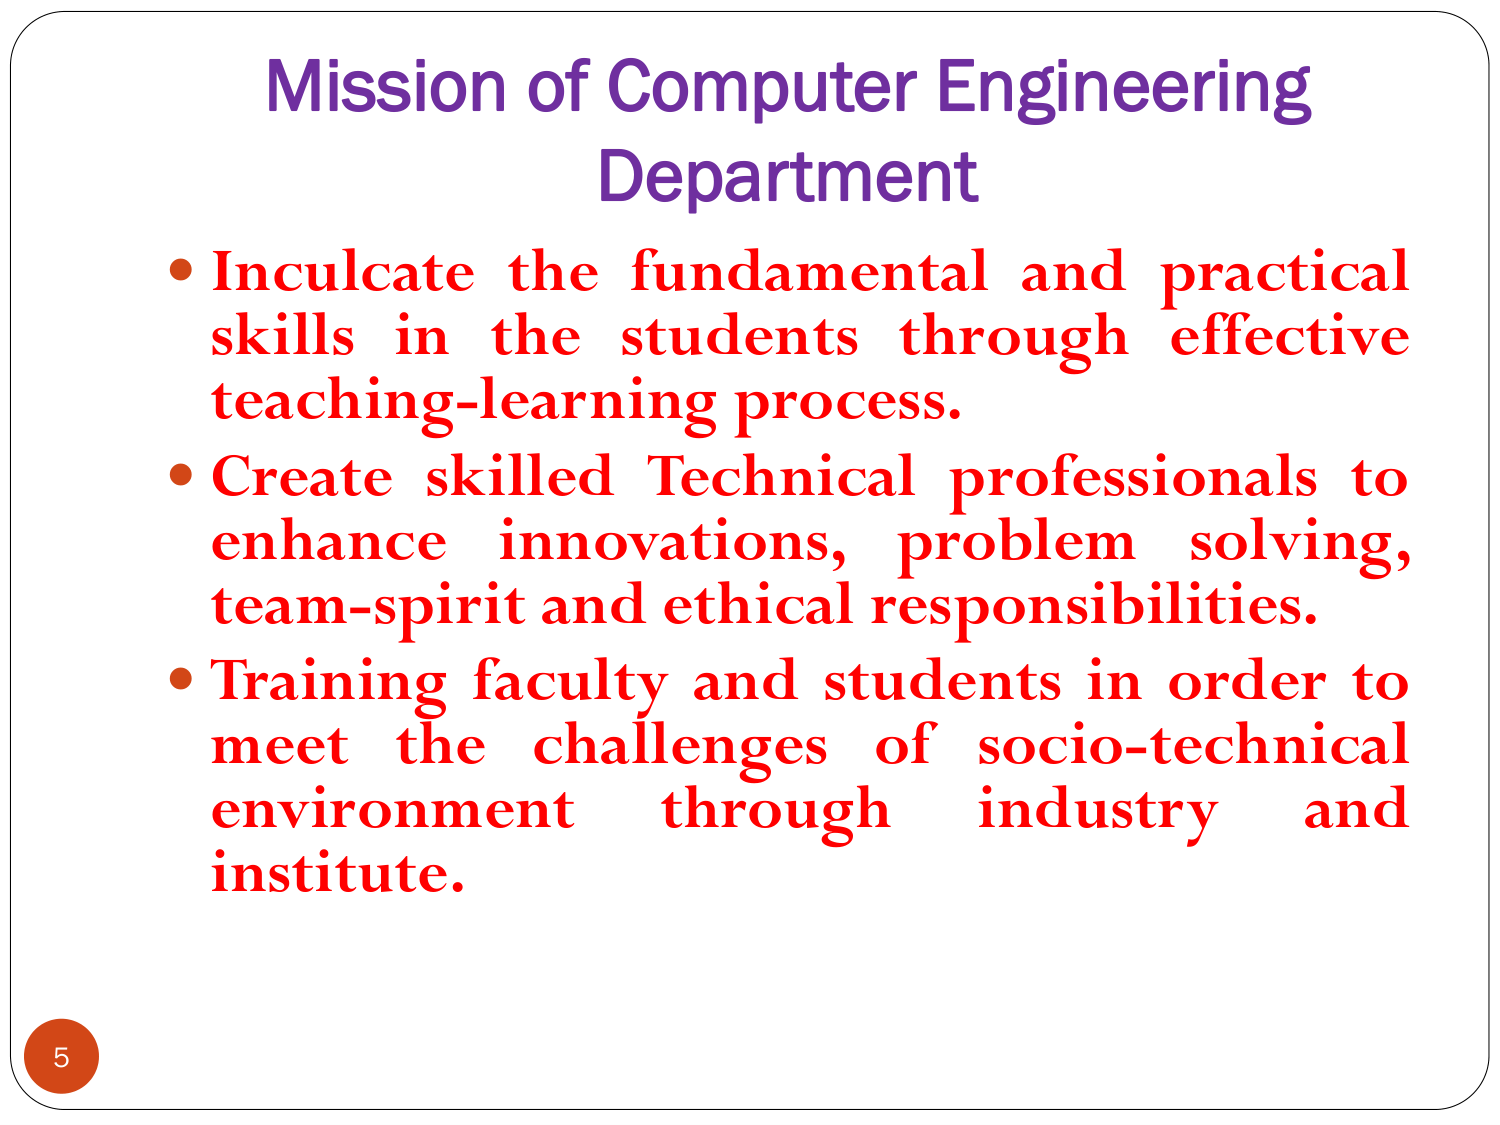 Mission of Computer Engineering
Department
• Inculcate the fundamental and practical
skills in the students through effective
teaching-learning process.
• Create skilled Technical professionals to
enhance innovations, problem solving,
team-spirit and ethical responsibilities.
• Training faculty and students in order to
meet the challenges of socio-technical
environment through industry and
institute.
5